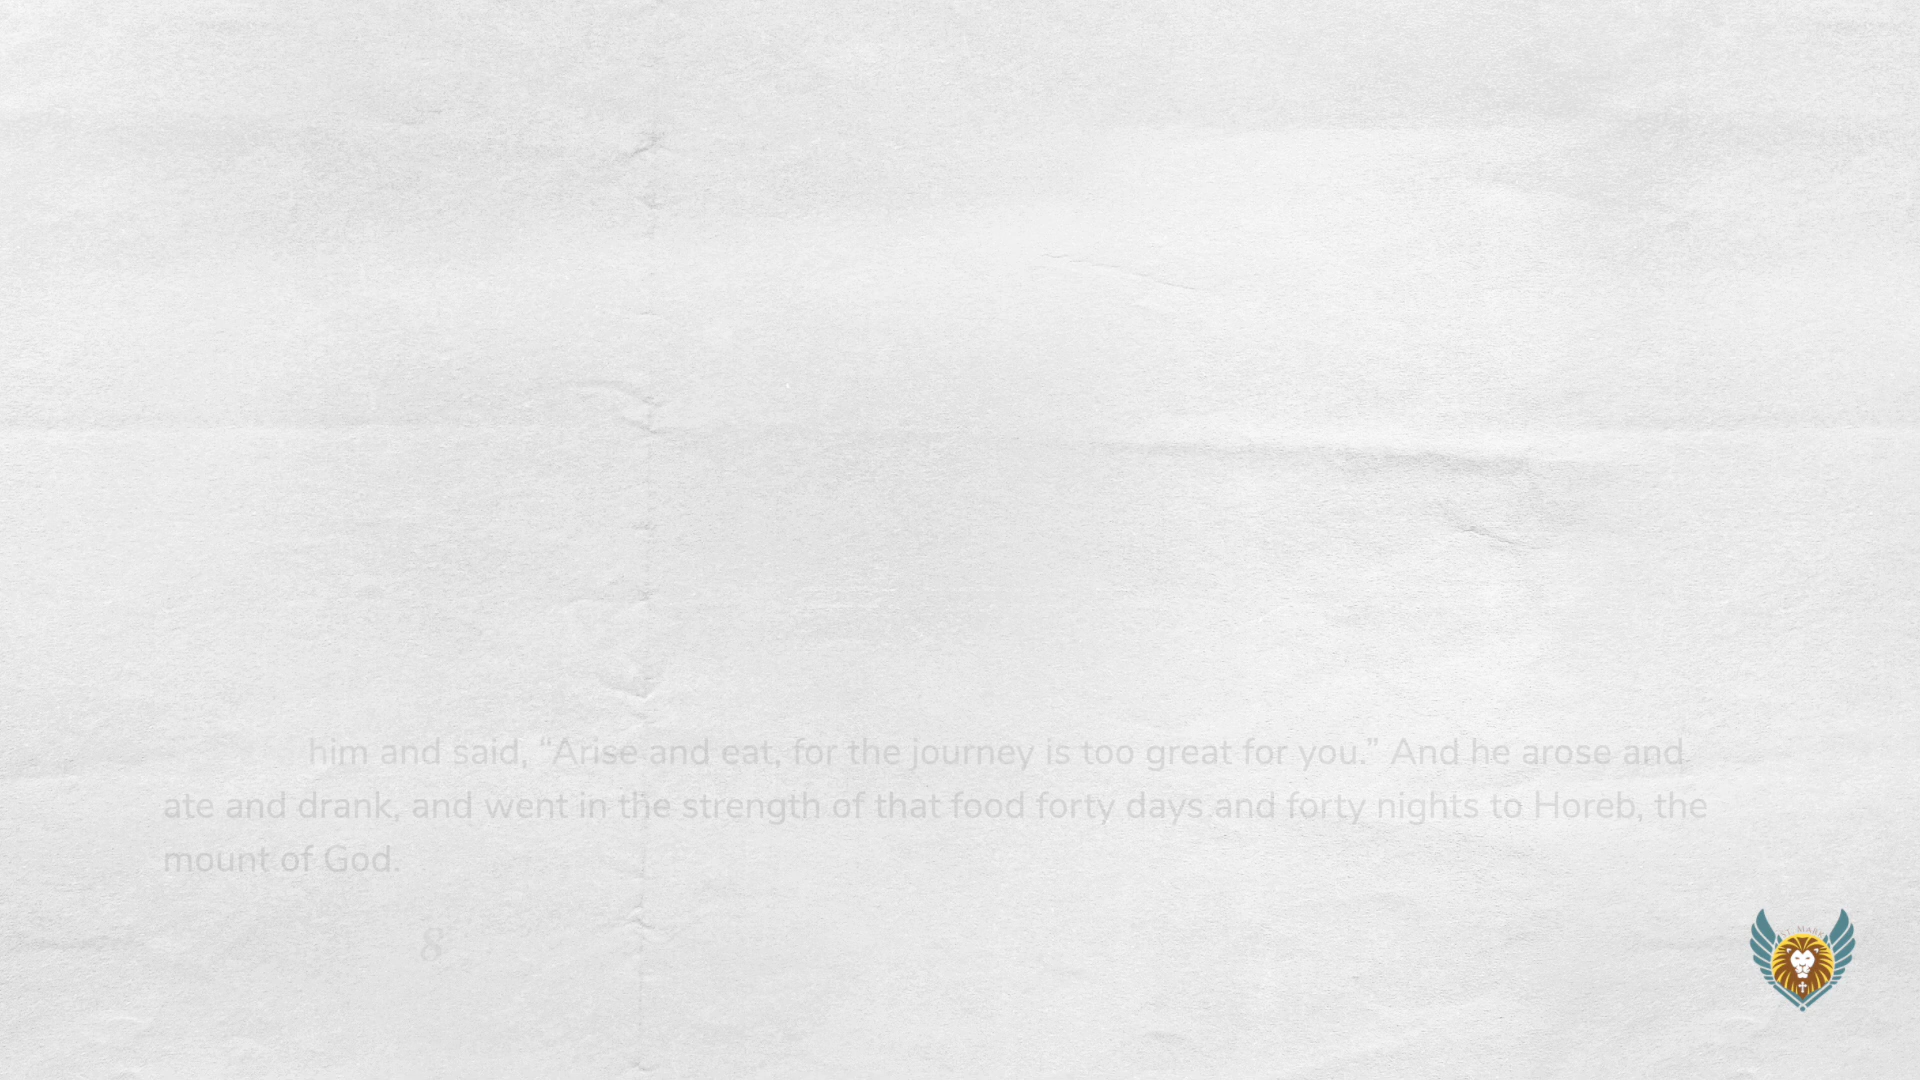 him and said, “Arise and eat, for the journey is too great for you.” And he arose and
ate and drank, and went in the strength of that food forty days and forty nights to Horeb, the
mount of God.
8
ST. MARK